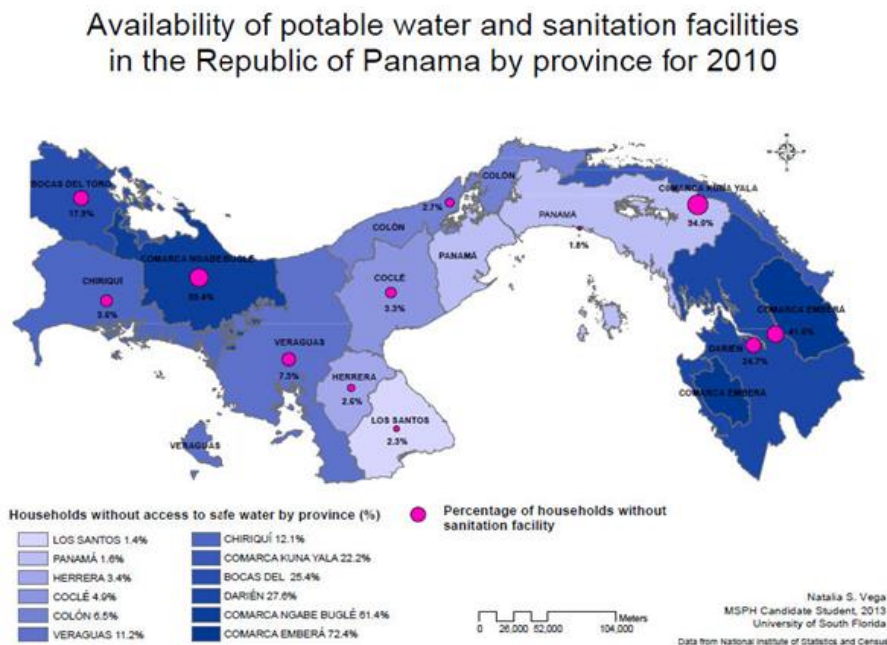 Availability of potable water and sanitation facilities
in the Republic of Panama by province for 2010
BOCAS DEL TORO
17.9%
COMARCA NGABE BUGLÉ
CHIRIQUÍ
3.6%
VERAGUAS
7.5%
VERAGUAS
COLÓN
2.7%
COLÓN
COCLÉ
3.3%
HERRERA
2.6%
LOS SANTOS
2.3%
PANAMÁ
PANAMÁ
1.8%
COMARCA KUNA YALA
54.0%
COMARCA EMBERÁ
DARIÉN
24.7%
COMARCA EMBERÁ
Households without access to safe water by province (%)
LOS SANTOS 1.4%
PANAMÁ 1.6%
HERRERA 3.4%
COCLÉ 4.9%
COLÓN 6.5%
VERAGUAS 11.2%
CHIRIQUÍ 12.1%
COMARCA KUNA YALA 22.2%
BOCAS DEL 25.4%
DARIÉN 27.6%
COMARCA NGABE BUGLÉ 61.4%
COMARCA EMBERÁ 72.4%
Percentage of households without
sanitation facility
Meters
0 26,000 52,000 104,000
Natalia S. Vega
MSPH Candidate Student, 2013
University of South Florida
Data from National Institute of Statistics and Census